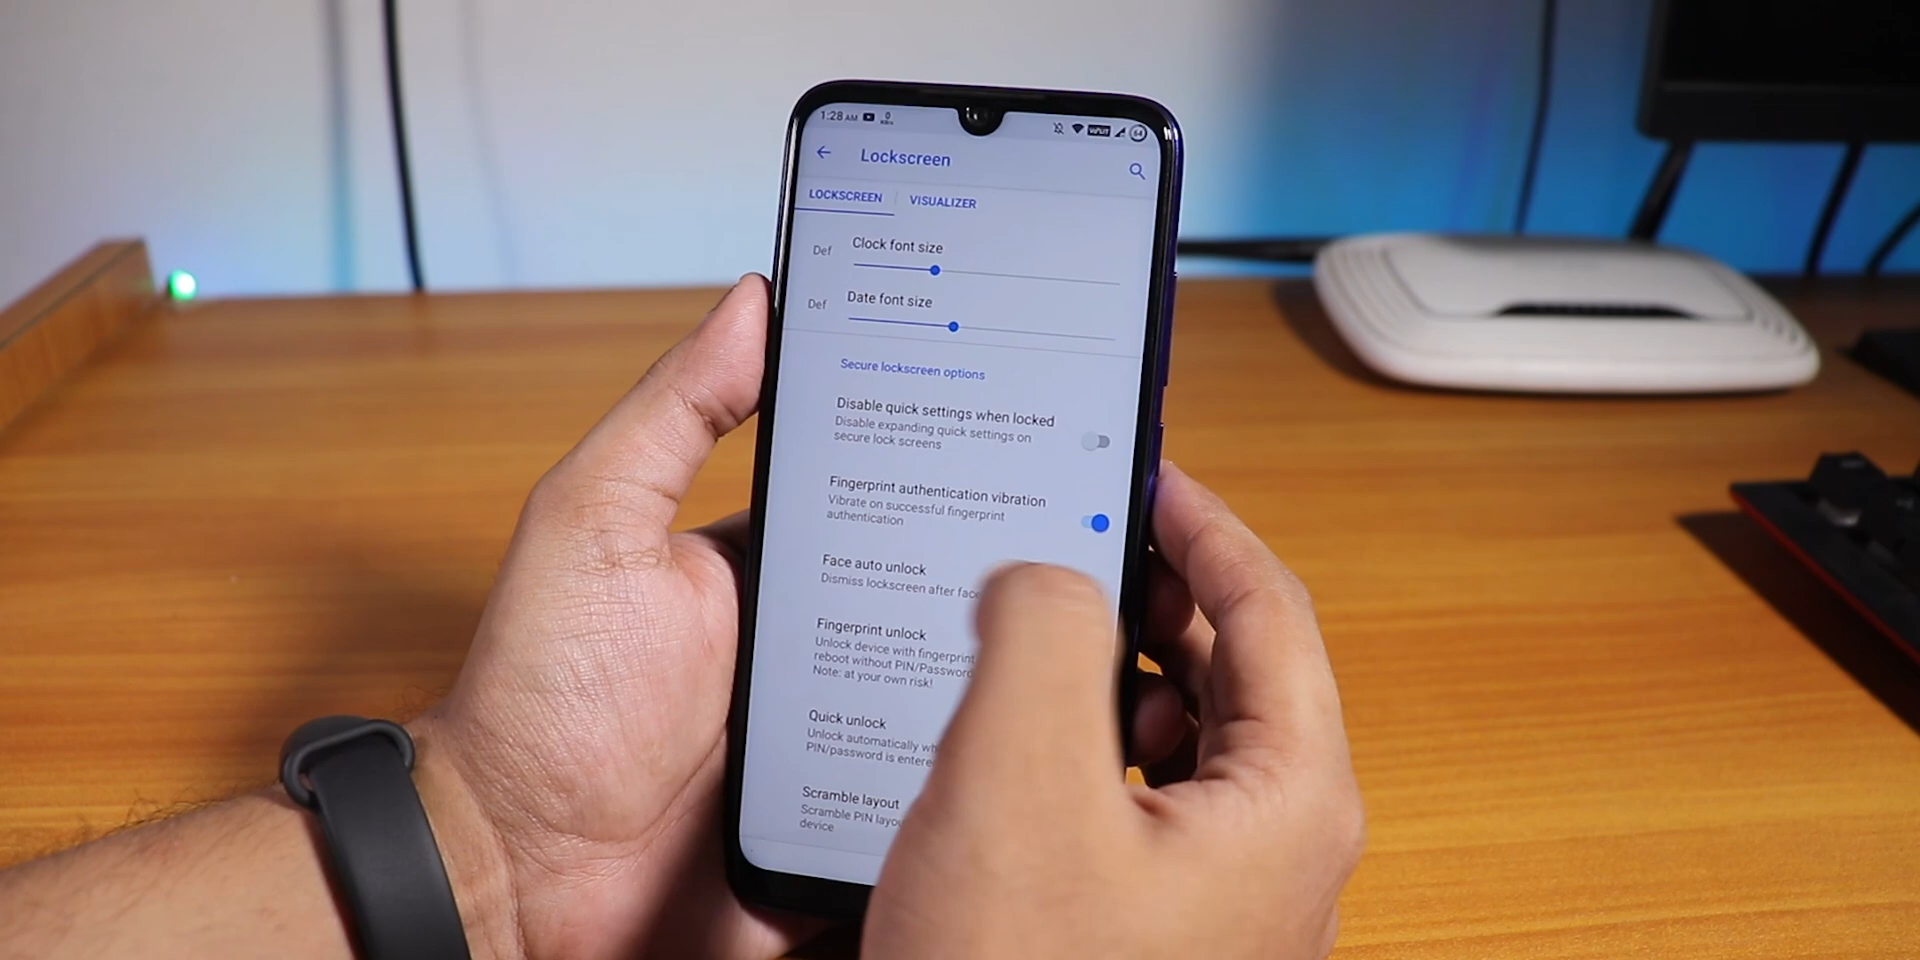 1:28 AM 0 64
Lockscreen
LOCKSCREEN VISUALIZER
Def Clock font size
Def Date font size
Secure lockscreen options
Disable quick settings when locked
Disable expanding quick settings on
secure lock screens
Fingerprint authentication vibration
Vibrate on successful fingerprint
authentication
Face auto unlock
Dismiss lockscreen after face
Fingerprint unlock
Unlock device with fingerprint
reboot without PIN/Password
Note: at your own risk!
Quick unlock
Unlock automatically wh
PIN/password is entere
Scramble layout
Scramble PIN layou
device